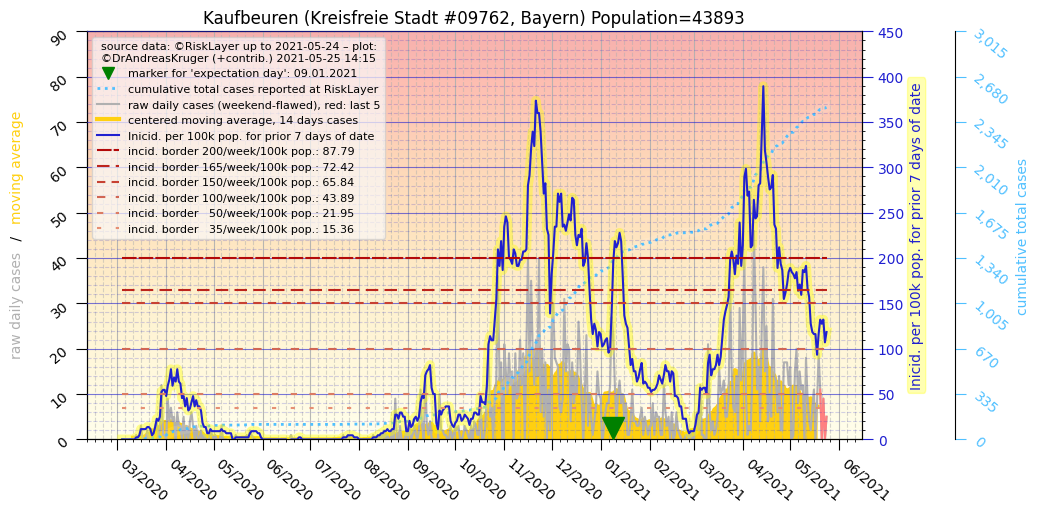 Kaufbeuren (Kreisfreie Stadt #09762, Bayern) Population=43893
source data: ©RiskLayer up to 2021-05-24 – plot:
©DrAndreasKruger (+contrib.) 2021-05-25 14:15
marker for 'expectation day': 09.01.2021
cumulative total cases reported at RiskLayer
raw daily cases (weekend-flawed), red: last 5
centered moving average, 14 days cases
Inicid. per 100k pop. for prior 7 days of date
incid. border 200/week/100k pop.: 87.79
incid. border 165/week/100k pop.: 72.42
incid. border 150/week/100k pop.: 65.84
incid. border 100/week/100k pop.: 43.89
incid. border   50/week/100k pop.: 21.95
incid. border   35/week/100k pop.: 15.36
raw daily cases  /  moving average
90
80
70
60
50
40
30
20
10
0
450
400
350
300
250
200
150
100
50
0
Inicid. per 100k pop. for prior 7 days of date
3,015
2,680
2,345
2,010
1,675
1,340
1,005
670
335
0
cumulative total cases
03/2020
04/2020
05/2020
06/2020
07/2020
08/2020
09/2020
10/2020
11/2020
12/2020
01/2021
02/2021
03/2021
04/2021
05/2021
06/2021